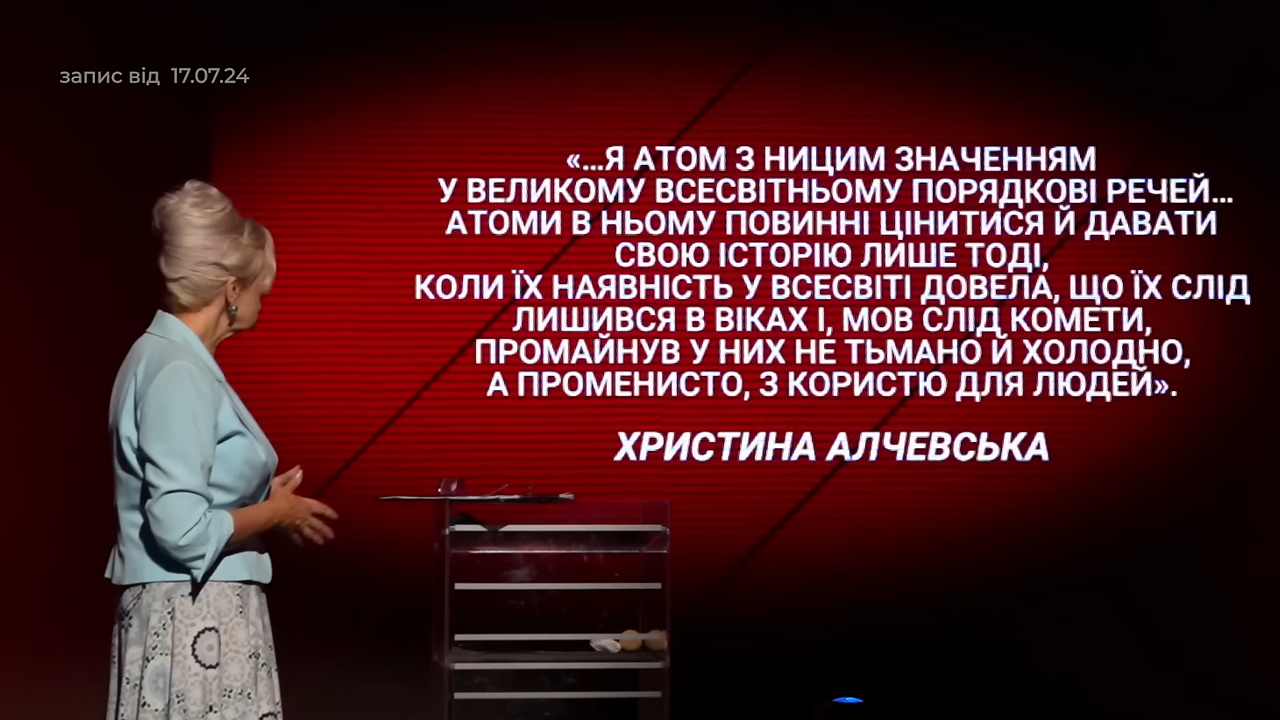 запис від 17.07.24
«...Я АТОМ З НИЦИМ ЗНАЧЕННЯМ
У ВЕЛИКОМУ ВСЕСВІТНЬОМУ ПОРЯДКОВІ РЕЧЕЙ...
АТОМИ В НЬОМУ ПОВИННІ ЦІНИТИСЯ Й ДАВАТИ
СВОЮ ІСТОРІЮ ЛИШЕ ТОДІ,
КОЛИ ЇХ НАЯВНІСТЬ У ВСЕСВІТІ ДОВЕЛА, ЩО ЇХ СЛІД
ЛИШИВСЯ В ВІКАХ І, МОВ СЛІД КОМЕТИ,
ПРОМАЙНУВ У НИХ НЕ ТЬМАНО Й ХОЛОДНО,
А ПРОМЕНИСТО, З КОРИСТЮ ДЛЯ ЛЮДЕЙ».
ХРИСТИНА АЛЧЕВСЬКА